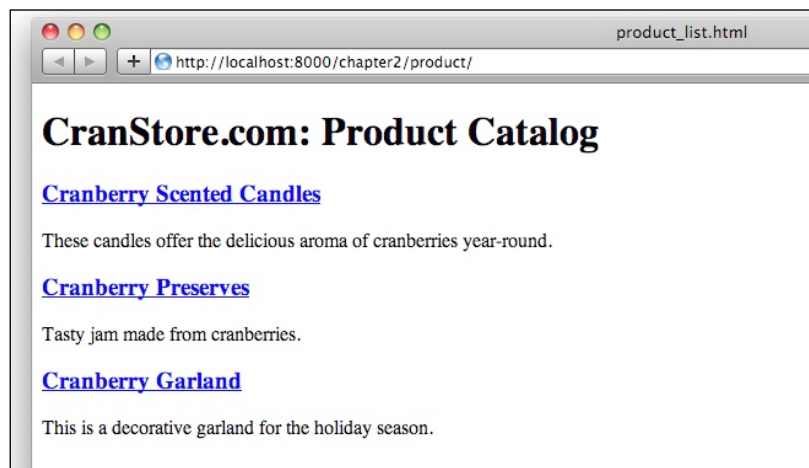 product_list.html
http://localhost:8000/chapter2/product/
CranStore.com: Product Catalog
Cranberry Scented Candles
These candles offer the delicious aroma of cranberries year-round.
Cranberry Preserves
Tasty jam made from cranberries.
Cranberry Garland
This is a decorative garland for the holiday season.